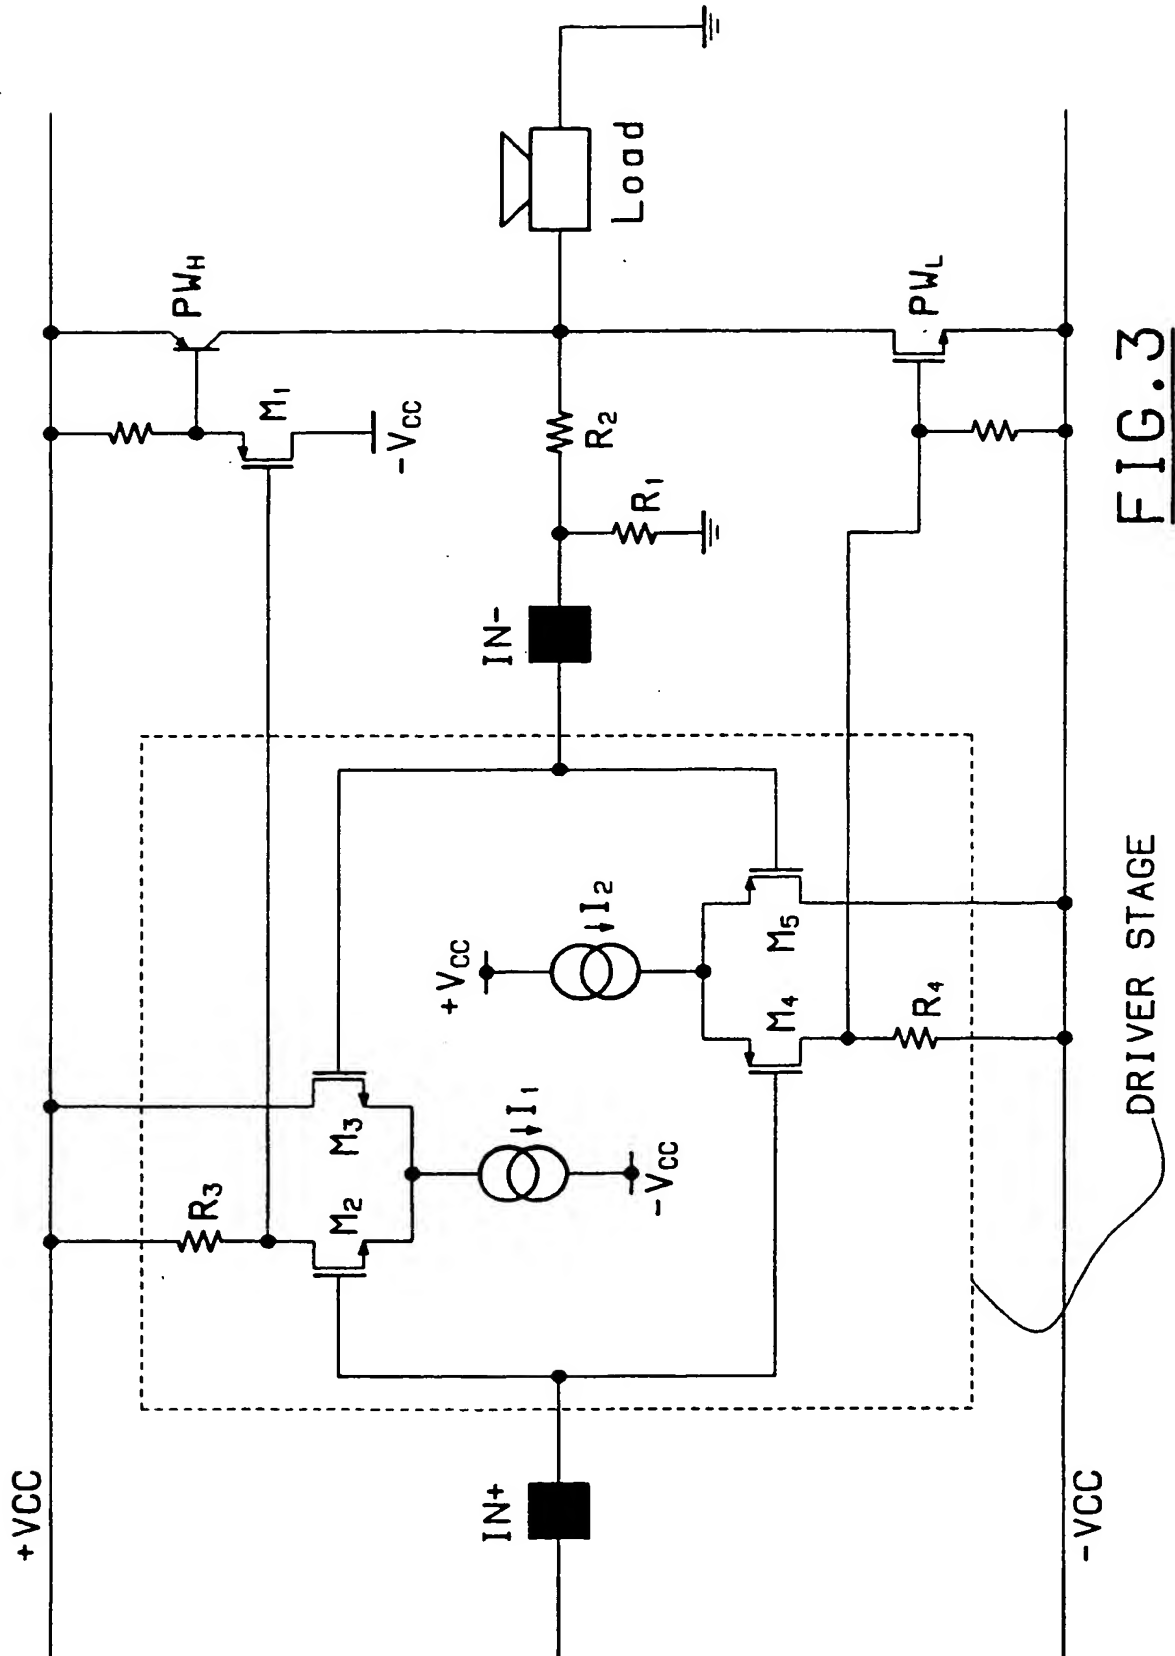 +VCC
R3
M2
M3
I1
-VCC
IN+
+VCC
I2
M4
M5
R4
IN-
M1
-VCC
PWH
R1
R2
Load
PWL
-VCC
DRIVER STAGE
FIG.3